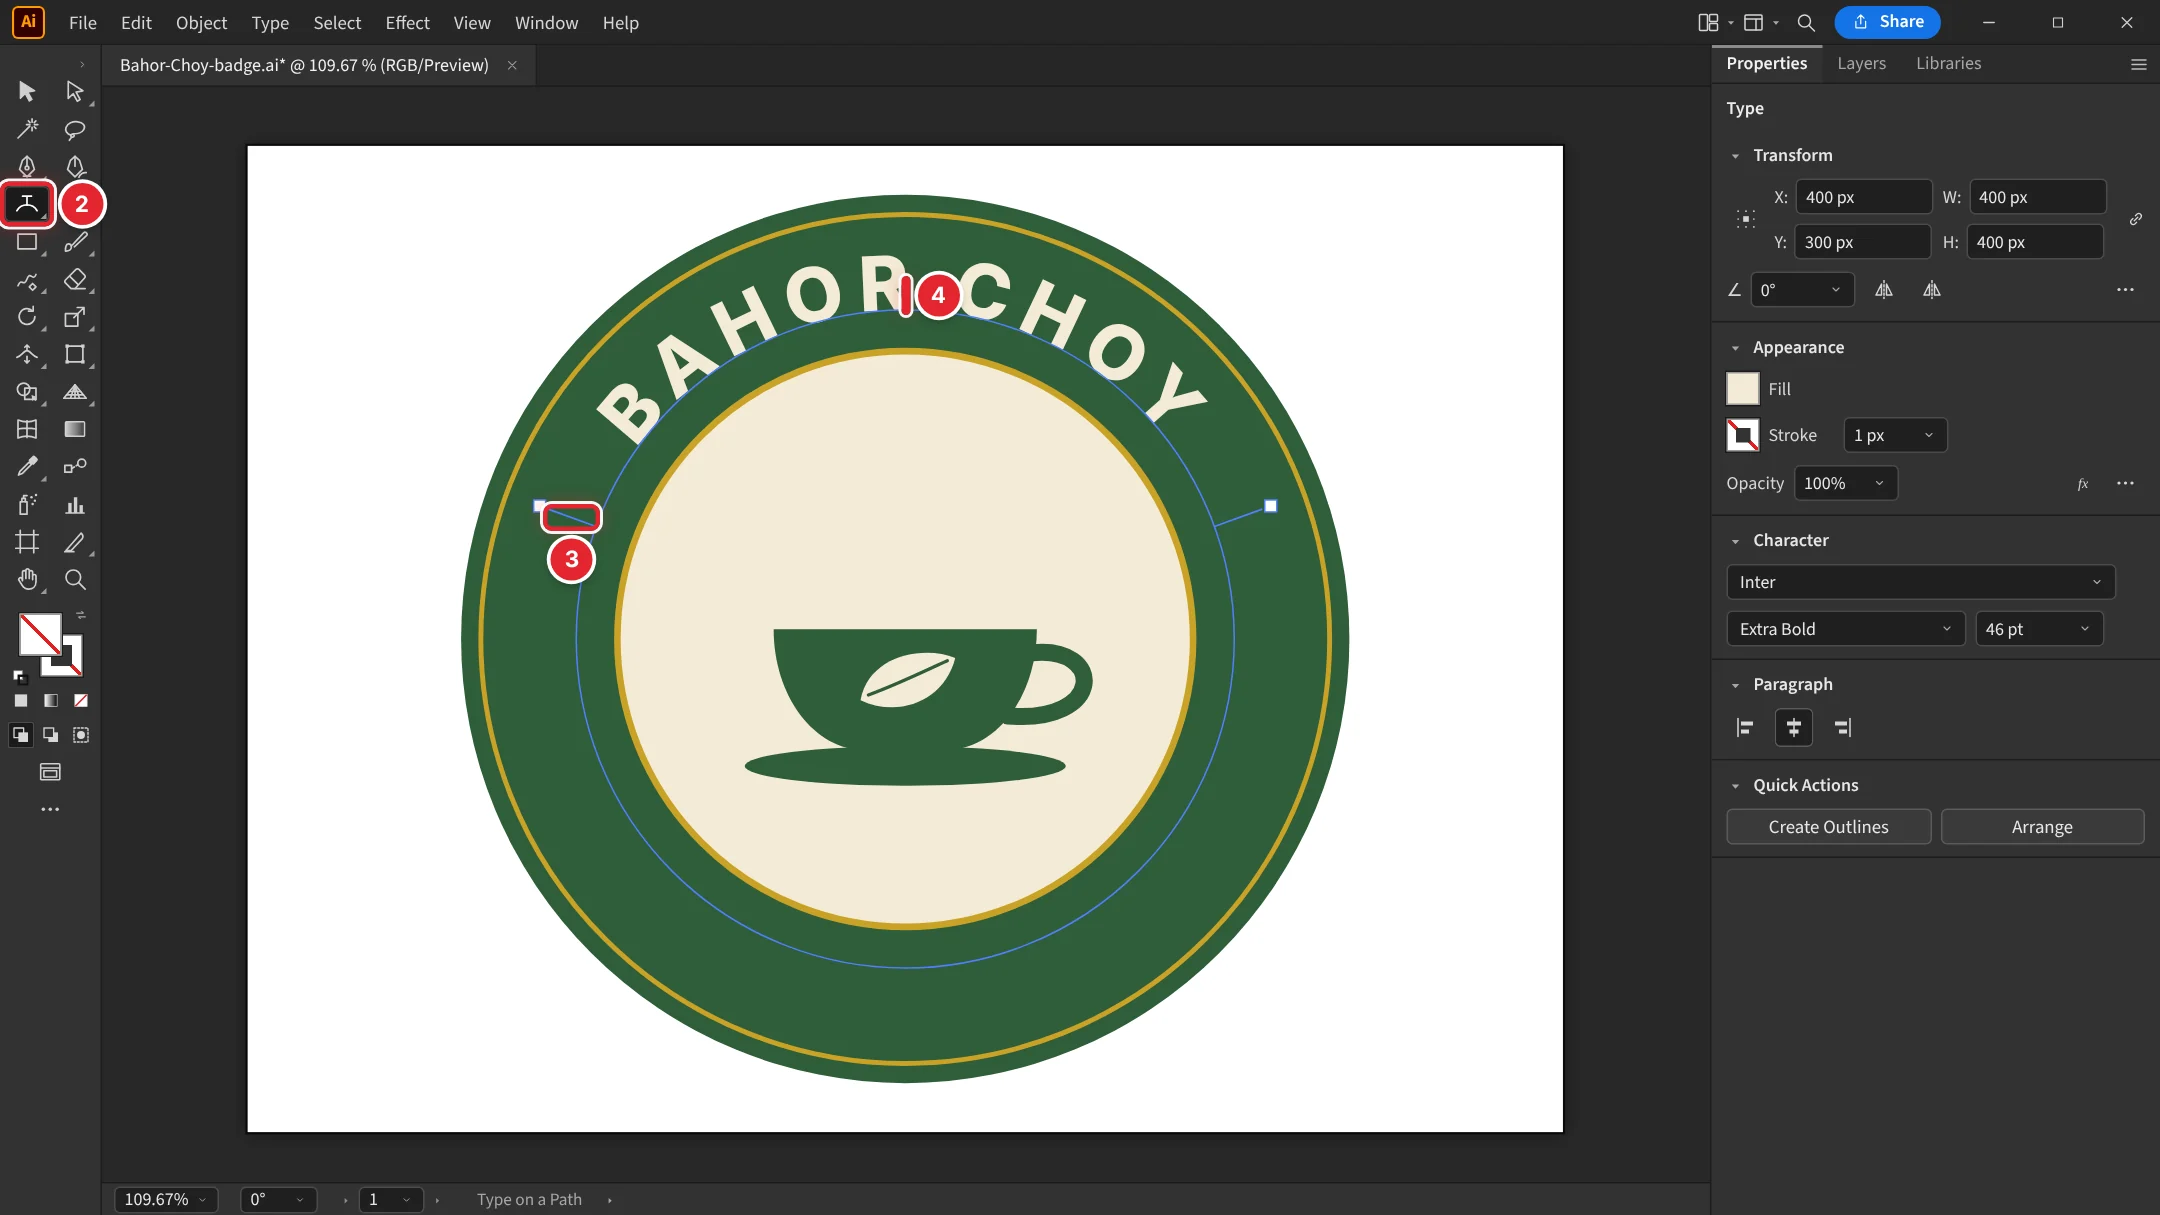 Ai File Edit Object Type Select Effect View Window Help Share
Bahor-Choy-badge.ai* @ 109.67 % (RGB/Preview)
Properties Layers Libraries
Type
Transform
X: 400 px W: 400 px
Y: 300 px H: 400 px
0°
Appearance
Fill
Stroke 1 px
Opacity 100% fx
Character
Inter
Extra Bold 46 pt
Paragraph
Quick Actions
Create Outlines Arrange
2
BAHOR CHOY
4
3
109.67% 0° 1 Type on a Path